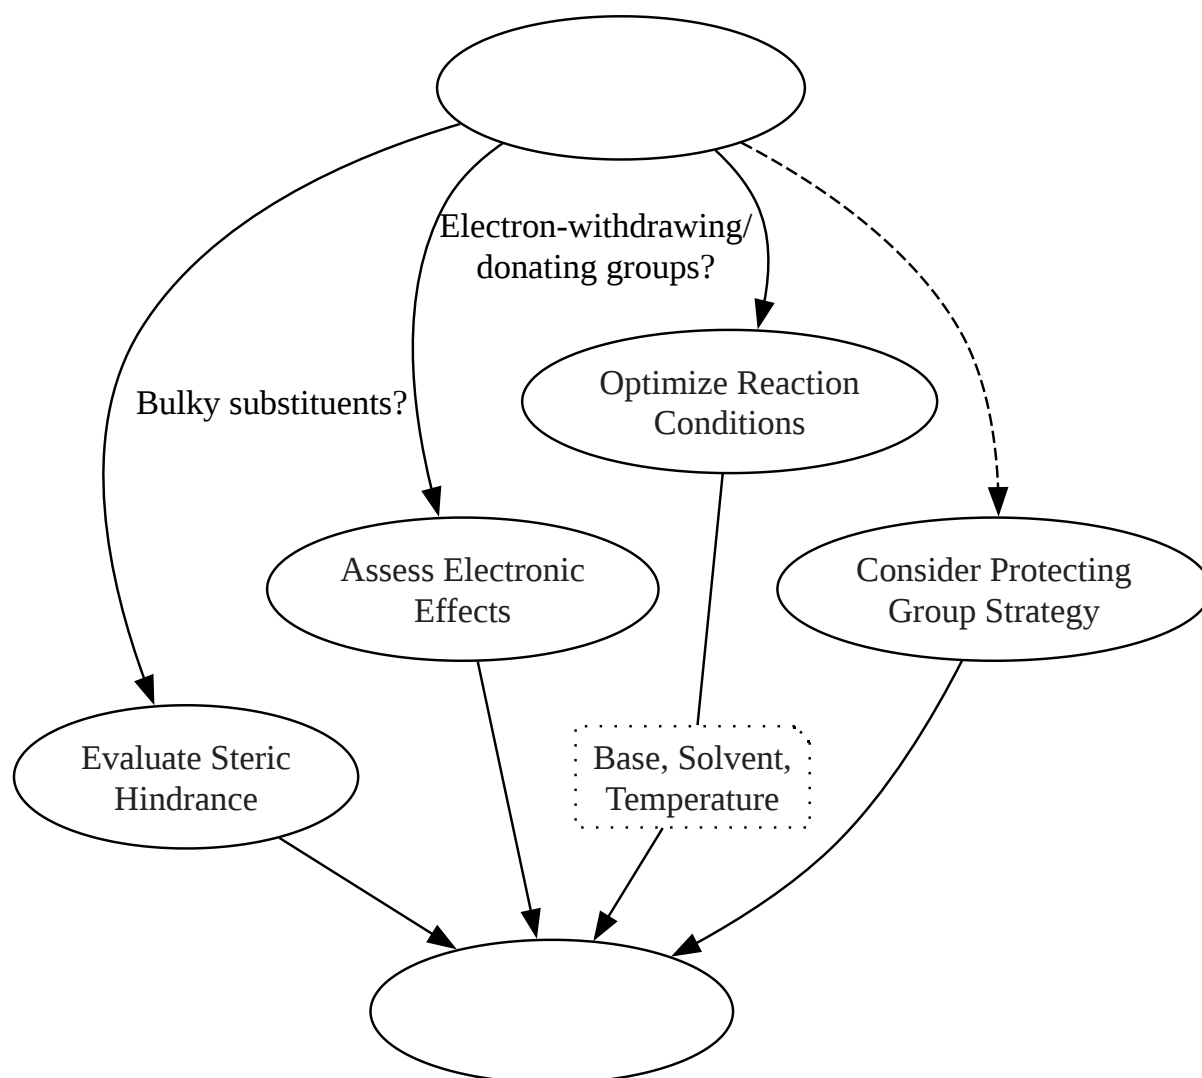 Electron-withdrawing/
donating groups?
Optimize Reaction
Conditions
Bulky substituents?
Assess Electronic
Effects
Consider Protecting
Group Strategy
Evaluate Steric
Hindrance
Base, Solvent,
Temperature